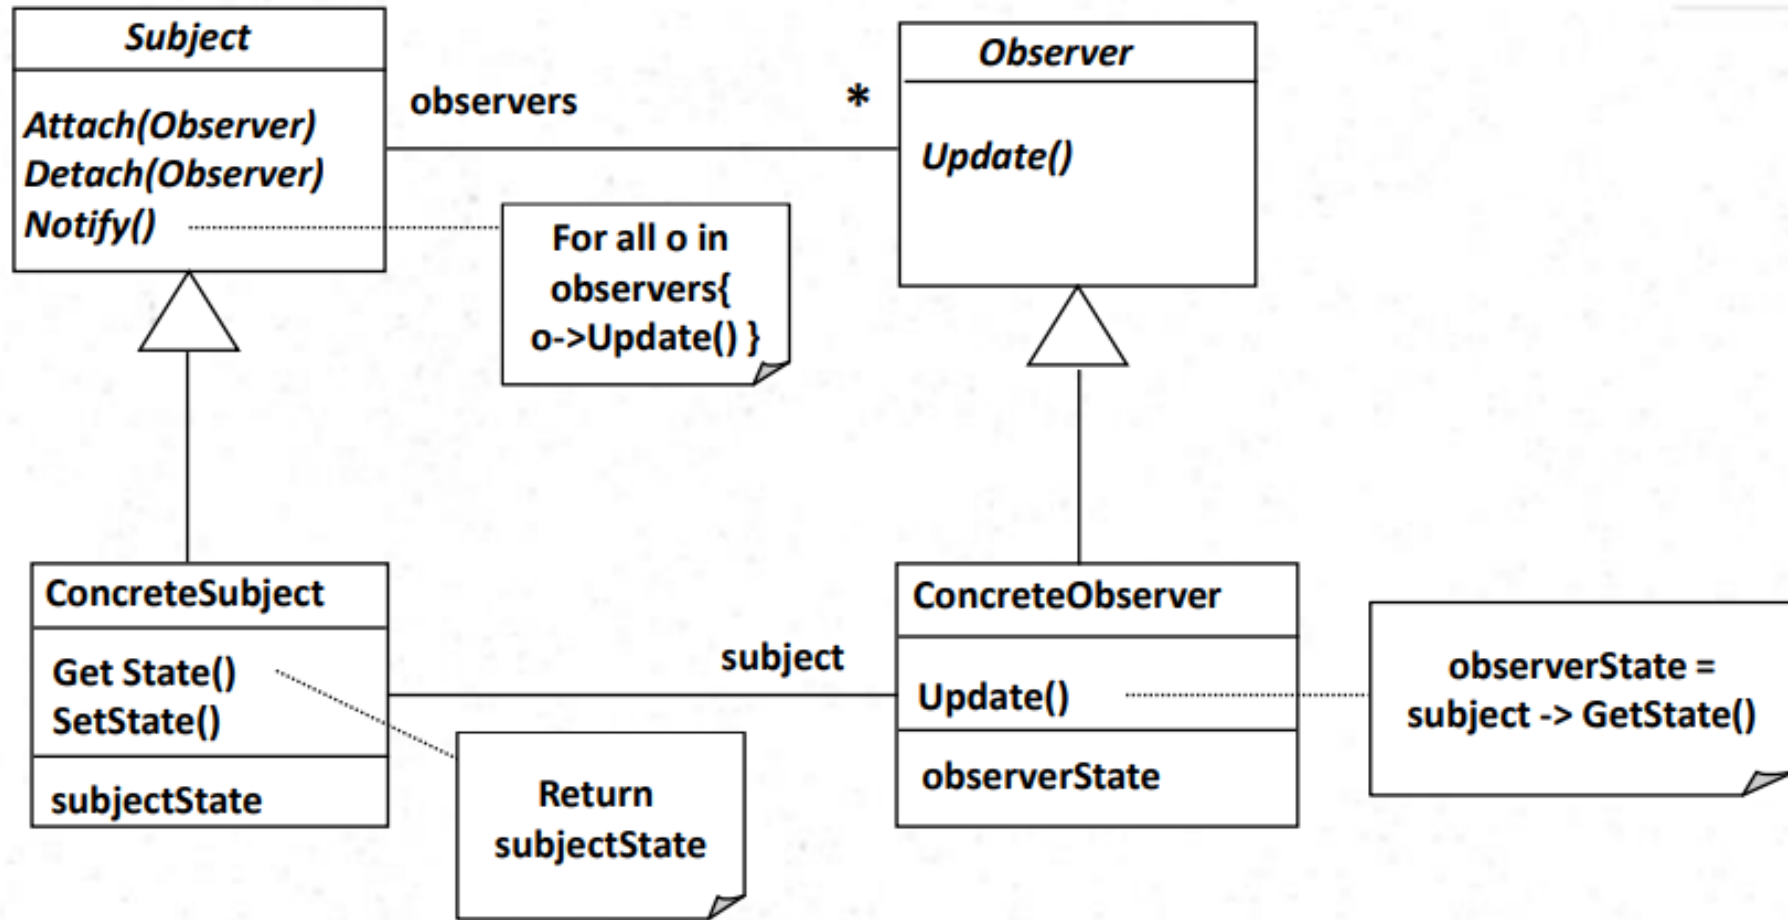 Subject
Attach(Observer)
Detach(Observer)
Notify()
observers
*
Observer
Update()
For all o in
observers{
o->Update() }
ConcreteSubject
Get State()
SetState()
subjectState
Return
subjectState
subject
ConcreteObserver
Update()
observerState
observerState =
subject -> GetState()